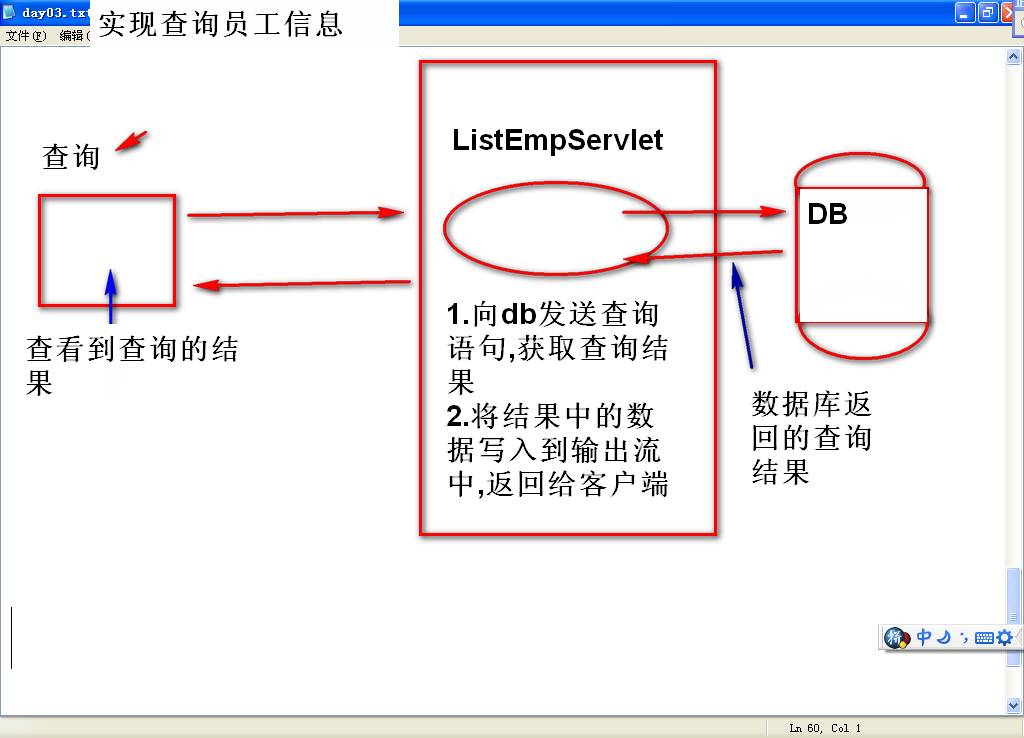 day03.txt
实现查询员工信息
文件(F) 编辑(
查询
ListEmpServlet
DB
1.向db发送查询
语句,获取查询结
果
2.将结果中的数
据写入到输出流
中,返回给客户端
查看到查询的结
果
数据库返
回的查询
结果
拼 中
Ln 60, Col 1